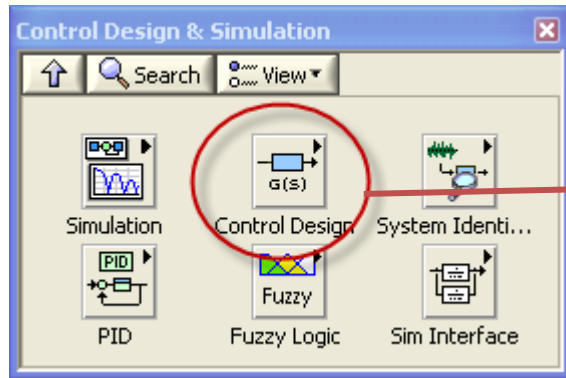 Control Design & Simulation
Search View
G(s)
Simulation Control Design System Identi...
PID Fuzzy
PID Fuzzy Logic Sim Interface